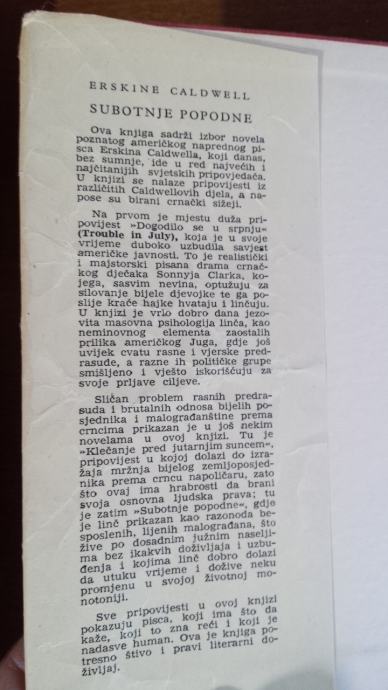 ERSKINE CALDWELL
SUBOTNJE POPODNE
Ova knjiga sadrži izbor novela
poznatog američkog naprednog pi-
sca Erskina Caldwella, koji danas,
bez sumnje, ide u red najvećih i
najčitanijih svjetskih pripovjedača.
U knjizi se nalaze pripovijesti iz
različitih Caldwellovih djela, a na-
pose su birani crnački sižeji.
Na prvom je mjestu duža pri-
povijest »Dogodilo se u srpnju«
(Trouble in July), koja je u svoje
vrijeme duboko uzbudila savjest
američke javnosti. To je realistički
i majstorski pisana drama crnač-
kog dječaka Sonnyja Clarka, ko-
jega, sasvim nevina, optužuju za
silovanje bijele djevojke te ga po-
slije kraće hajke hvataju i linčuju.
U knjizi je vrlo dobro dana jezo-
vita masovna psihologija linča, kao
neminovnog elementa zaostalih
prilika američkog Juga, gdje još
uvijek cvatu rasne i vjerske pred-
rasude, a razne ih političke grupe
smišljeno i vješto iskorišćuju za
svoje prljave ciljeve.
Sličan problem rasnih predra-
suda i brutalnih odnosa bijelih po-
sjednika i malograđanštine prema
crncima prikazan je u još nekim
novelama u ovoj knjizi. Tu je
»Klečanje pred jutarnjim suncem«,
pripovijest u kojoj dolazi do izra-
žaja mržnja bijelog zemljoposjed-
nika prema crncu napoličaru, zato
što ovaj ima hrabrosti da brani
svoja osnovna ljudska prava; tu
je zatim »Subotnje popodne«, gdje
je linč prikazan kao razonoda be-
sposlenih, lijenih malograđana, što
žive po dosadnim južnim naselji-
ma bez ikakvih doživljaja i uzbu-
đenja i kojima linč dobro dolazi
da utuku vrijeme i dožive neku
promjenu u svojoj životnoj mo-
notoniji.
Sve pripovijesti u ovoj knjizi
pokazuju pisca, koji ima što da
kaže, koji to zna reći i koji je
nadasve human. Ova je knjiga po-
tresno štivo i pravi literarni do-
življaj.